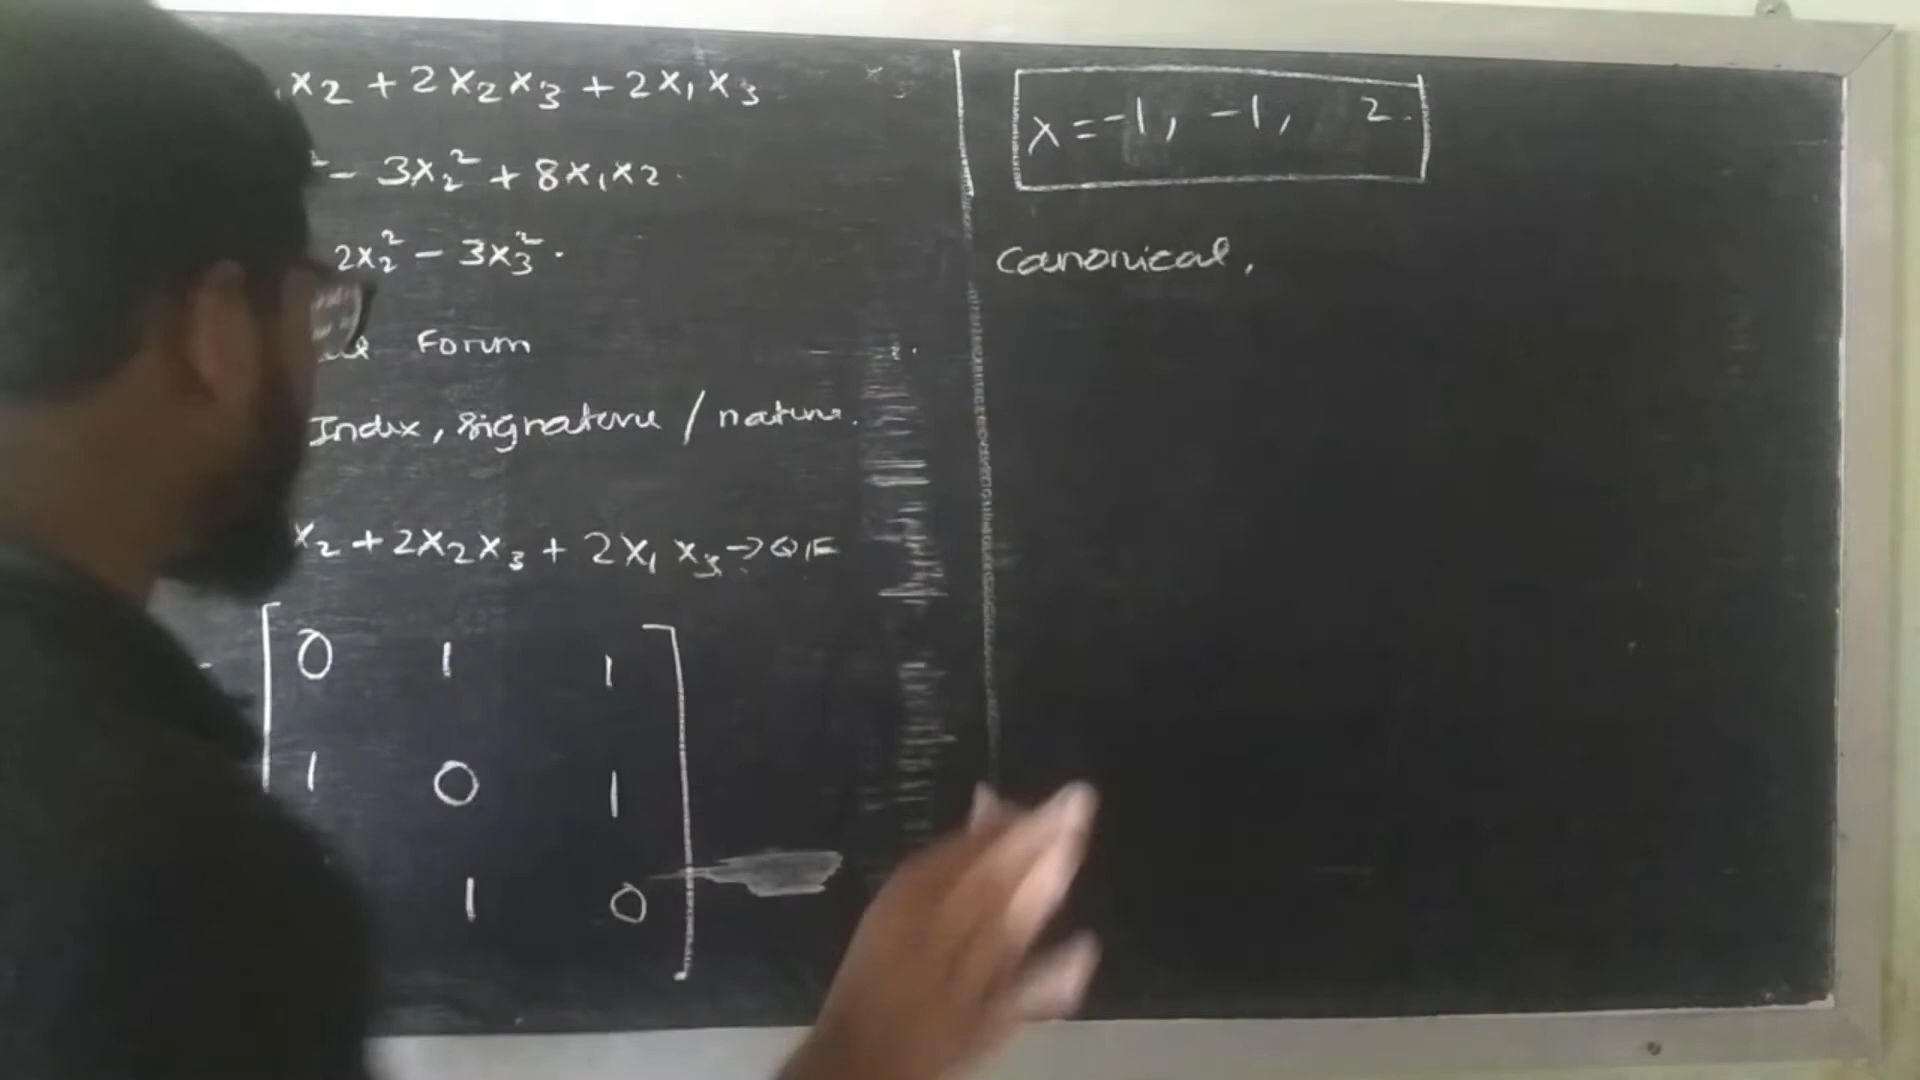 x₂ + 2x₂x₃ + 2x₁x₃
² - 3x₂² + 8x₁x₂.
2x₂² - 3x₃².
Forum
Index, signature / nature.
x₂ + 2x₂x₃ + 2x₁x₃ → Q.F
0 1 1
1 0 1
1 0
λ = -1, -1, 2.
canonical,